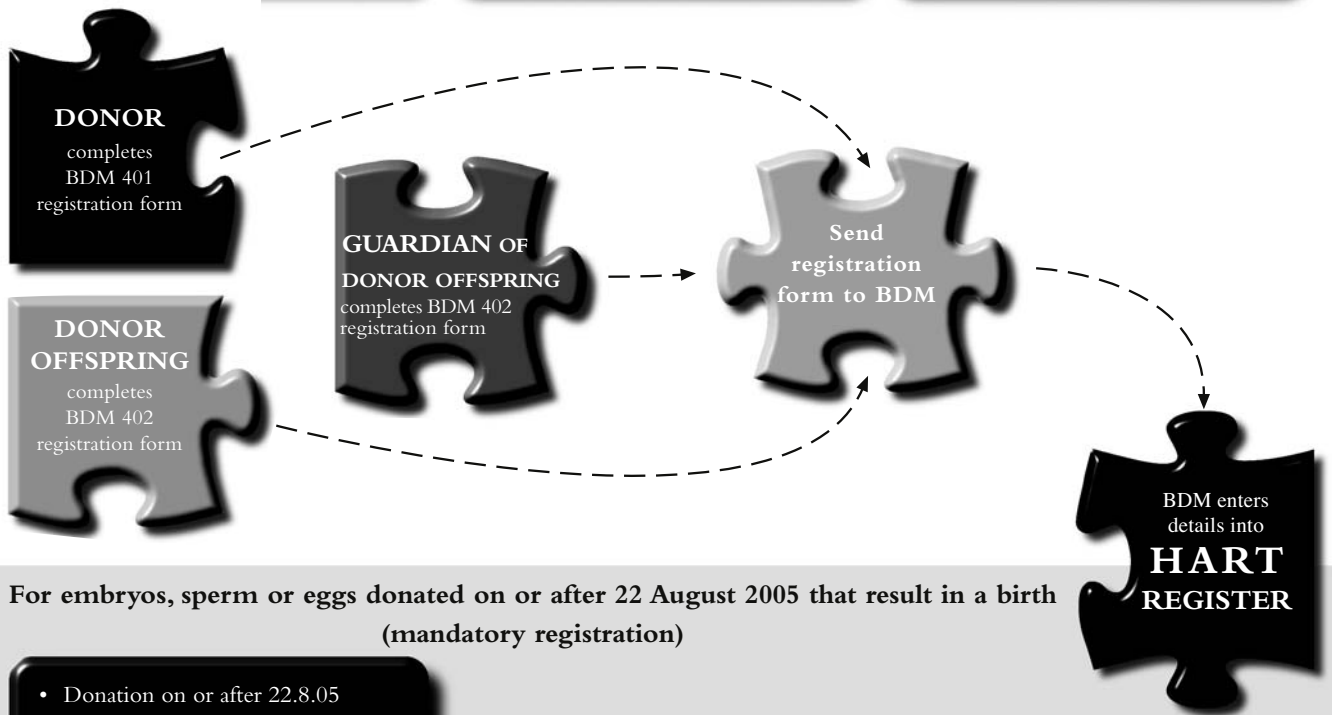 DONOR
completes
BDM 401
registration form
GUARDIAN OF
DONOR OFFSPRING
completes BDM 402
registration form
Send
registration
form to BDM
DONOR
OFFSPRING
completes
BDM 402
registration form
BDM enters
details into
HART
REGISTER
For embryos, sperm or eggs donated on or after 22 August 2005 that result in a birth
(mandatory registration)
• Donation on or after 22.8.05